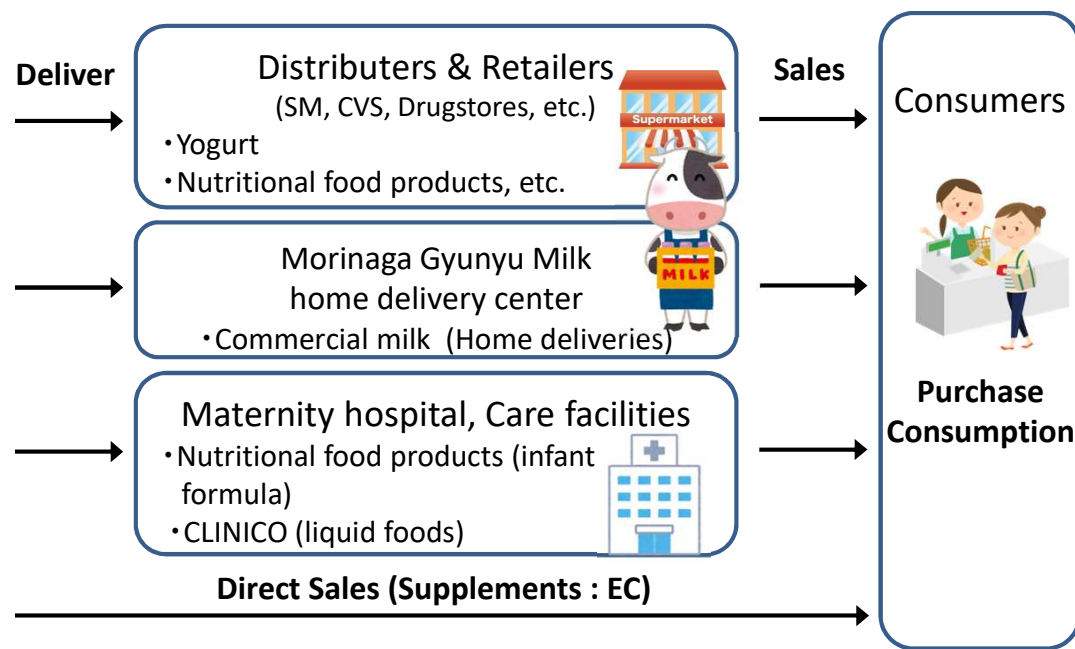 Deliver
Distributers & Retailers
(SM, CVS, Drugstores, etc.)
・Yogurt
・Nutritional food products, etc.
Supermarket
Sales
Consumers
Morinaga Gyunyu Milk
home delivery center
・Commercial milk (Home deliveries)
MILK
Maternity hospital, Care facilities
・Nutritional food products (infant
formula)
・CLINICO (liquid foods)
Purchase
Consumption
Direct Sales (Supplements : EC)